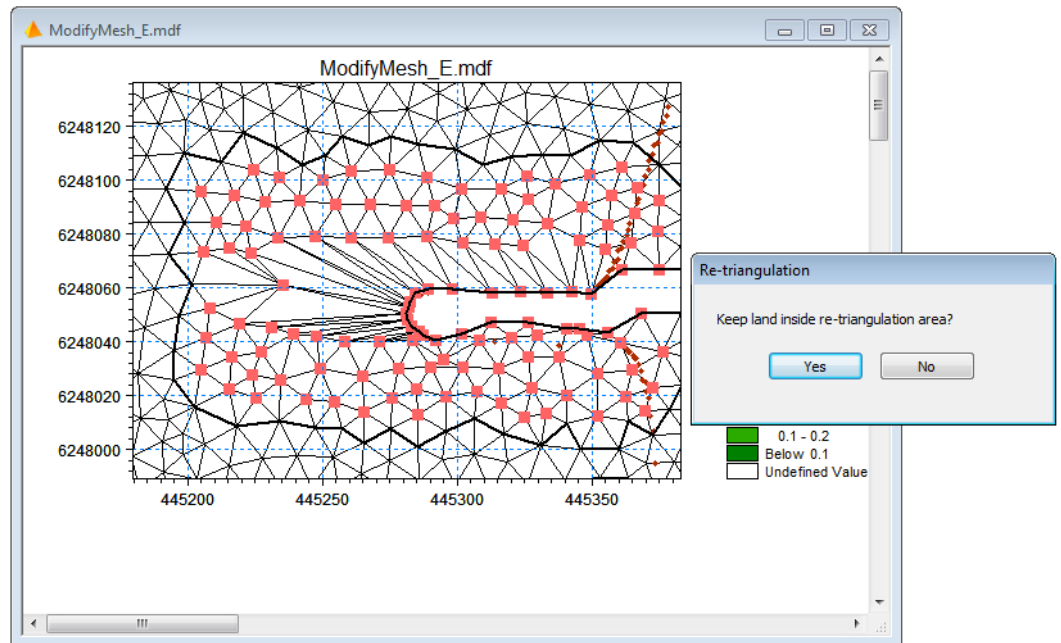 ModifyMesh_E.mdf
ModifyMesh_E.mdf
6248120
6248100
6248080
6248060
6248040
6248020
6248000
445200 445250 445300 445350
Re-triangulation
Keep land inside re-triangulation area?
Yes No
0.1 - 0.2
Below 0.1
Undefined Value